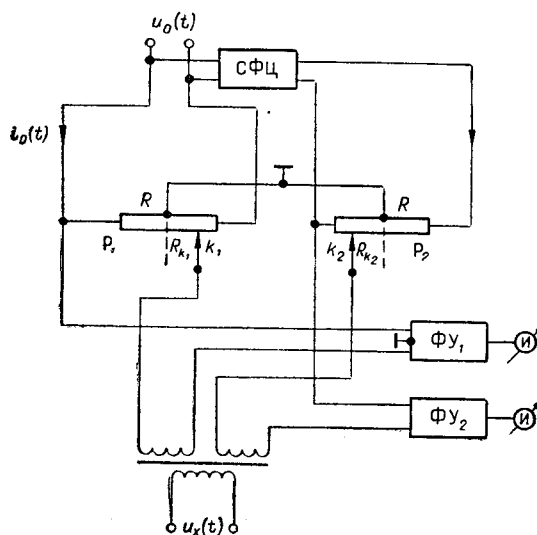 u₀(t)
СФЦ
i₀(t)
R
R
P₁
Rₖ₁
k₁
k₂
Rₖ₂
P₂
ФУ₁
И
ФУ₂
И
uₓ(t)